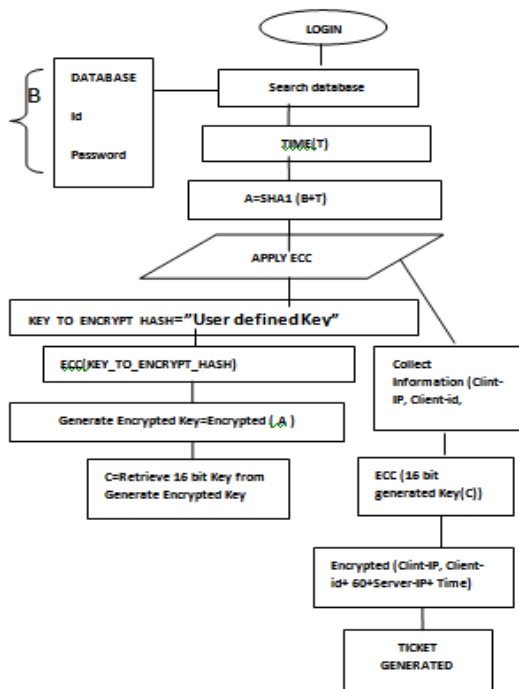 LOGIN
B
DATABASE
Id
Password
Search database
TIME(T)
A=SHA1 (B+T)
APPLY ECC
KEY TO ENCRYPT HASH="User defined Key"
ECC(KEY_TO_ENCRYPT_HASH)
Generate Encrypted Key=Encrypted ( A )
C=Retrieve 16 bit Key from
Generate Encrypted Key
Collect
Information (Clint-
IP, Client-id,
ECC (16 bit
generated Key(C))
Encrypted (Clint-IP, Client-
id+ 60+Server-IP+ Time)
TICKET
GENERATED